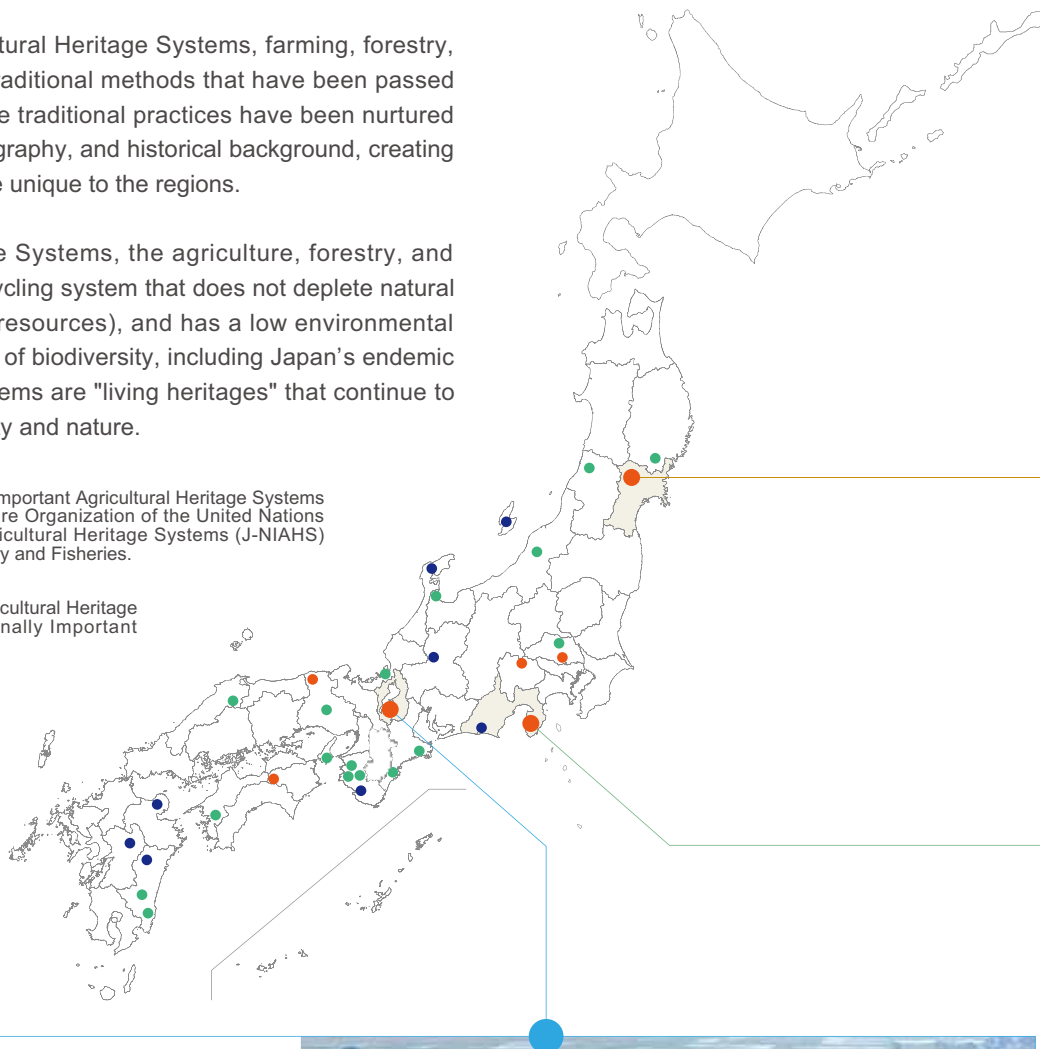 tural Heritage Systems, farming, forestry,
raditional methods that have been passed
e traditional practices have been nurtured
graphy, and historical background, creating
e unique to the regions.
e Systems, the agriculture, forestry, and
cycling system that does not deplete natural
resources), and has a low environmental
of biodiversity, including Japan’s endemic
ems are "living heritages" that continue to
y and nature.
mportant Agricultural Heritage Systems
re Organization of the United Nations
icultural Heritage Systems (J-NIAHS)
y and Fisheries.
cultural Heritage
nally Important